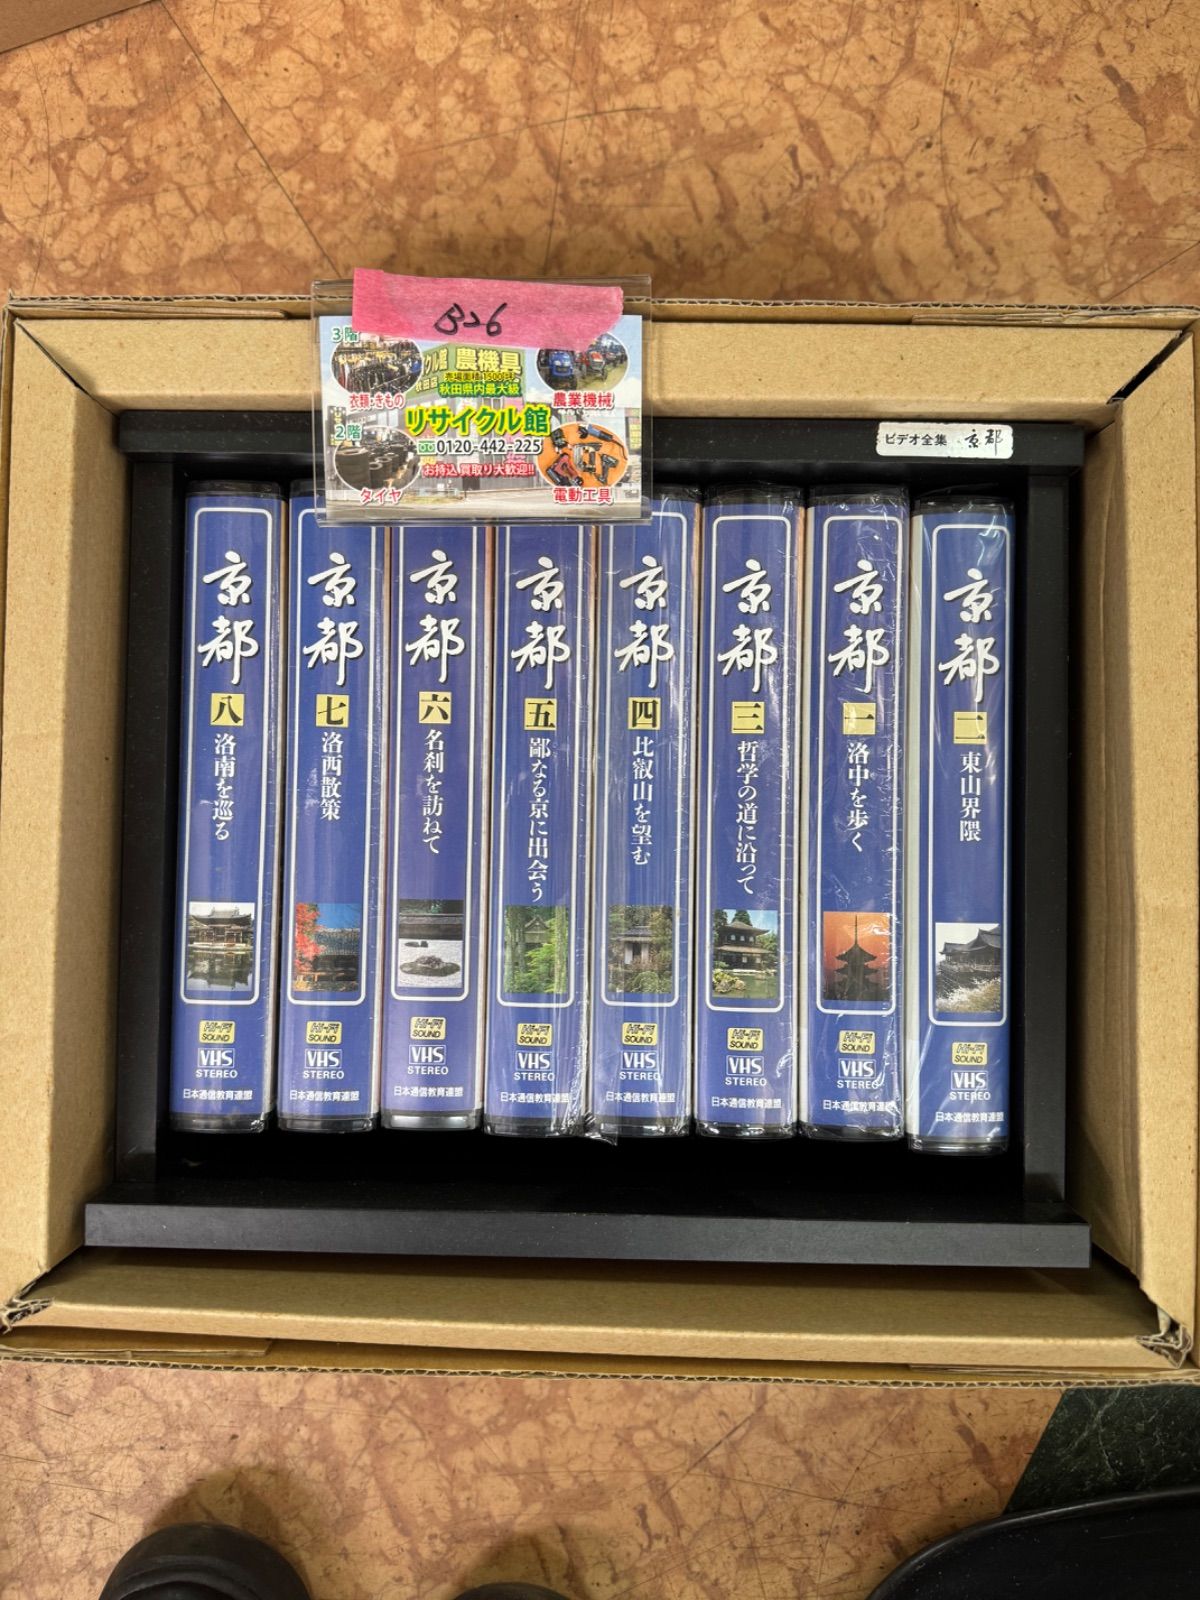 B26
3階
衣類・きもの
2階
タイヤ
農機具
売場面積1500坪
秋田県内最大級
リサイクル館
0120-442-225
お持込 買取り大歓迎!!
農業機械
電動工具
ビデオ全集 京都
京都
八
洛南を巡る
Hi-Fi
SOUND
VHS
STEREO
日本通信教育連盟
京都
七
洛西散策
Hi-Fi
SOUND
VHS
STEREO
日本通信教育連盟
京都
六
名刹を訪ねて
Hi-Fi
SOUND
VHS
STEREO
日本通信教育連盟
京都
五
鄙なる京に出会う
Hi-Fi
SOUND
VHS
STEREO
日本通信教育連盟
京都
四
比叡山を望む
Hi-Fi
SOUND
VHS
STEREO
日本通信教育連盟
京都
三
哲学の道に沿って
Hi-Fi
SOUND
VHS
STEREO
日本通信教育連盟
京都
一
洛中を歩く
Hi-Fi
SOUND
VHS
STEREO
日本通信教育連盟
京都
二
東山界隈
Hi-Fi
SOUND
VHS
STEREO
日本通信教育連盟